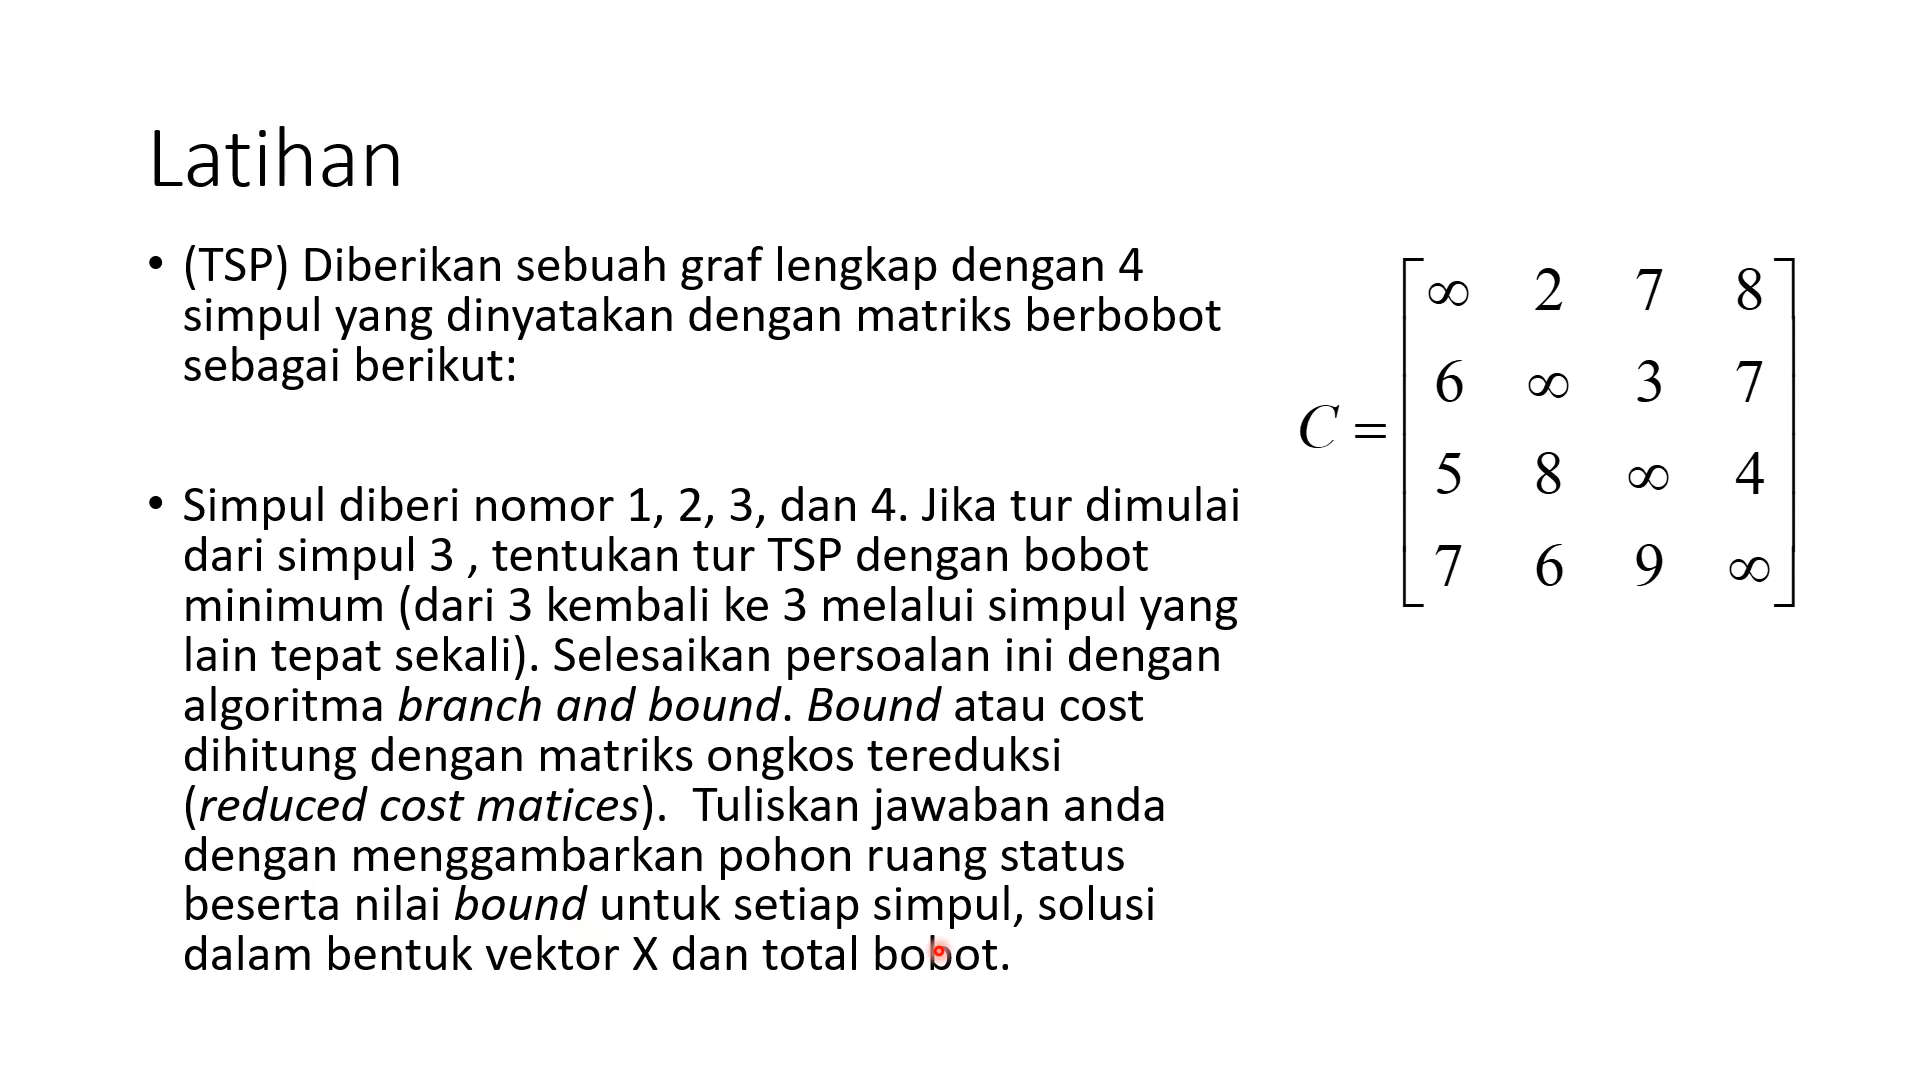 Latihan
• (TSP) Diberikan sebuah graf lengkap dengan 4
simpul yang dinyatakan dengan matriks berbobot
sebagai berikut:
• Simpul diberi nomor 1, 2, 3, dan 4. Jika tur dimulai
dari simpul 3 , tentukan tur TSP dengan bobot
minimum (dari 3 kembali ke 3 melalui simpul yang
lain tepat sekali). Selesaikan persoalan ini dengan
algoritma branch and bound. Bound atau cost
dihitung dengan matriks ongkos tereduksi
(reduced cost matices).  Tuliskan jawaban anda
dengan menggambarkan pohon ruang status
beserta nilai bound untuk setiap simpul, solusi
dalam bentuk vektor X dan total bobot.
∞ 2 7 8
6 ∞ 3 7
C =
5 8 ∞ 4
7 6 9 ∞